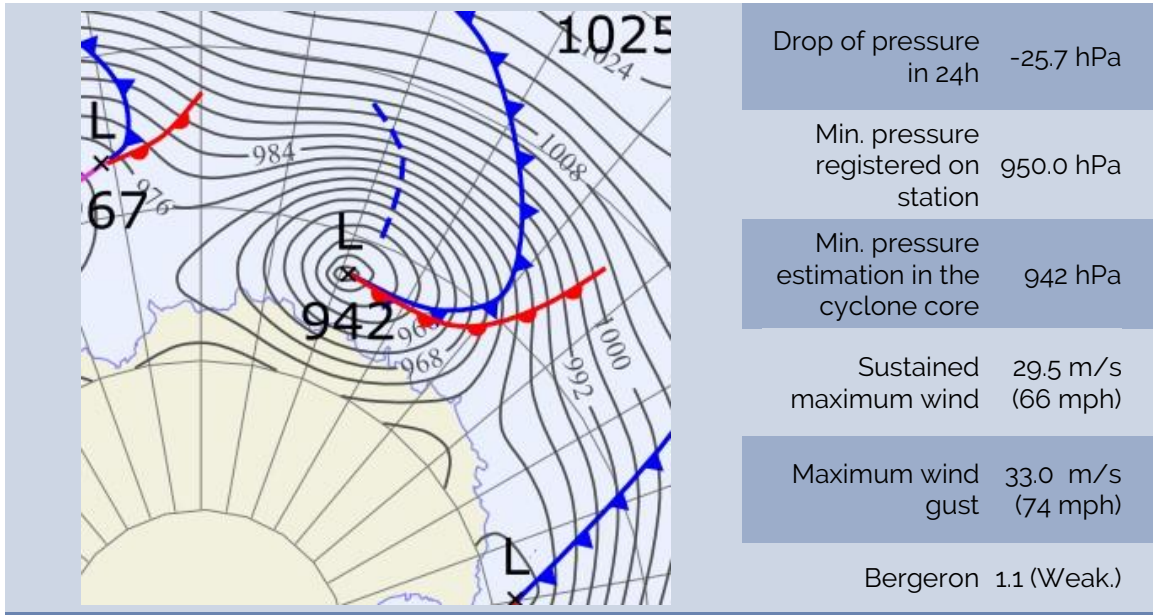 1025
1024
1008
984
976
L
67
L
942
960
968
1000
992
L
Drop of pressure
in 24h
-25.7 hPa
Min. pressure
registered on
station
950.0 hPa
Min. pressure
estimation in the
cyclone core
942 hPa
Sustained
maximum wind
29.5 m/s
(66 mph)
Maximum wind
gust
33.0 m/s
(74 mph)
Bergeron
1.1 (Weak.)